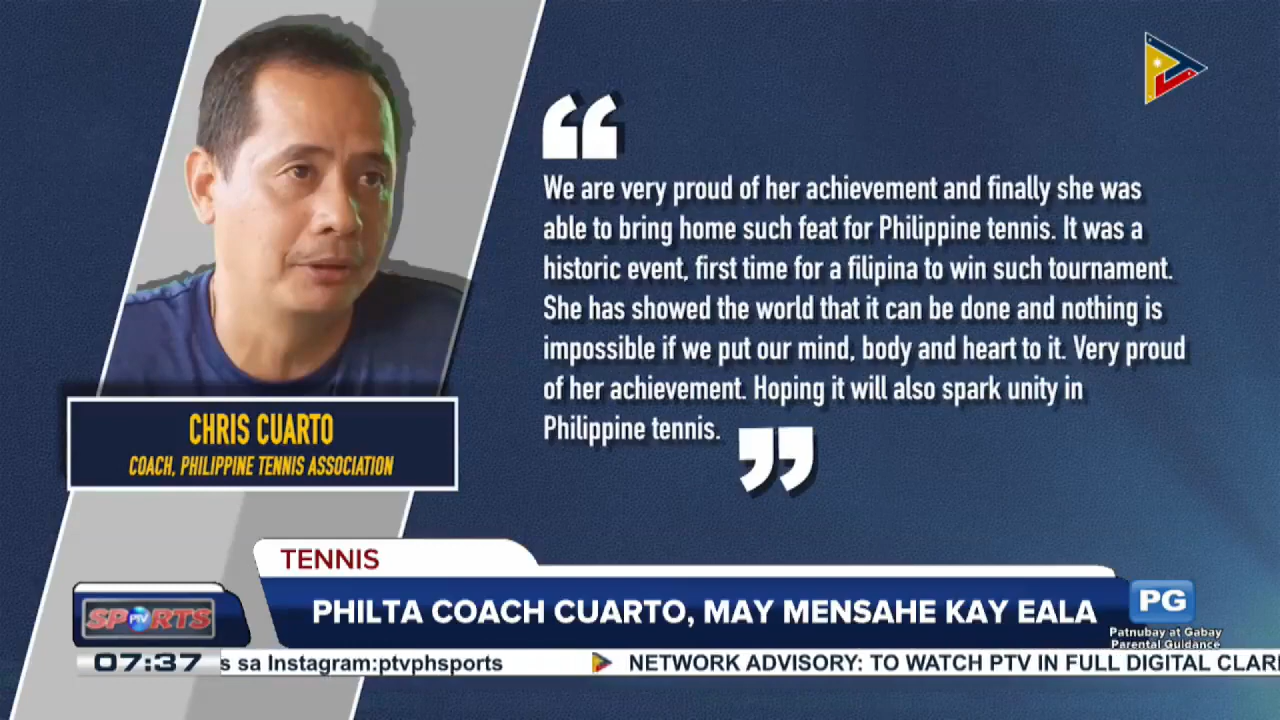 We are very proud of her achievement and finally she was
able to bring home such feat for Philippine tennis. It was a
historic event, first time for a filipina to win such tournament.
She has showed the world that it can be done and nothing is
impossible if we put our mind, body and heart to it. Very proud
of her achievement. Hoping it will also spark unity in
Philippine tennis.
CHRIS CUARTO
COACH, PHILIPPINE TENNIS ASSOCIATION
TENNIS
PHILTA COACH CUARTO, MAY MENSAHE KAY EALA
PG
Patnubay at Gabay
Parental Guidance
SPORTS
PTV
07:37 s sa Instagram:ptvphsports NETWORK ADVISORY: TO WATCH PTV IN FULL DIGITAL CLARI